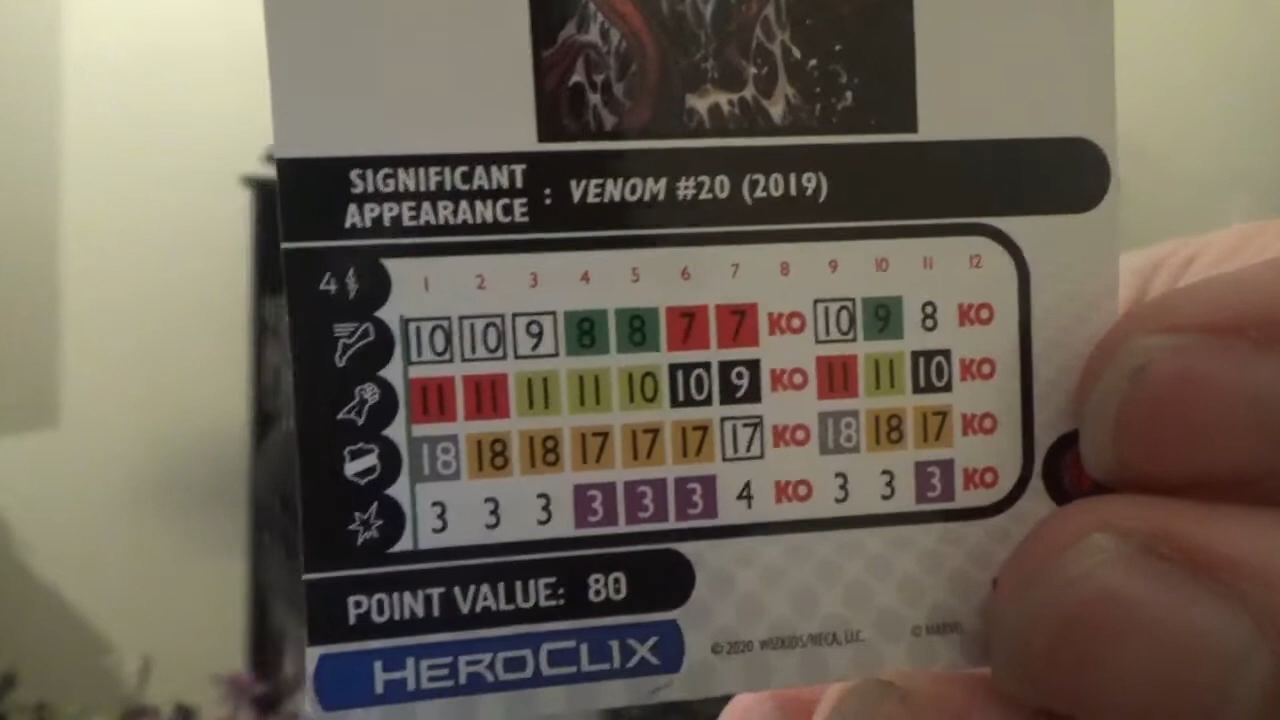 SIGNIFICANT
APPEARANCE : VENOM #20 (2019)
4 1 2 3 4 5 6 7 8 9 10 11 12
10 10 9 8 8 7 7 KO 10 9 8 KO
11 11 11 11 10 10 9 KO 11 11 10 KO
18 18 18 17 17 17 17 KO 18 18 17 KO
3 3 3 3 3 3 4 KO 3 3 3 KO
POINT VALUE: 80
HEROCLIX
© 2020 WIZKIDS/NECA, LLC. © MARVEL